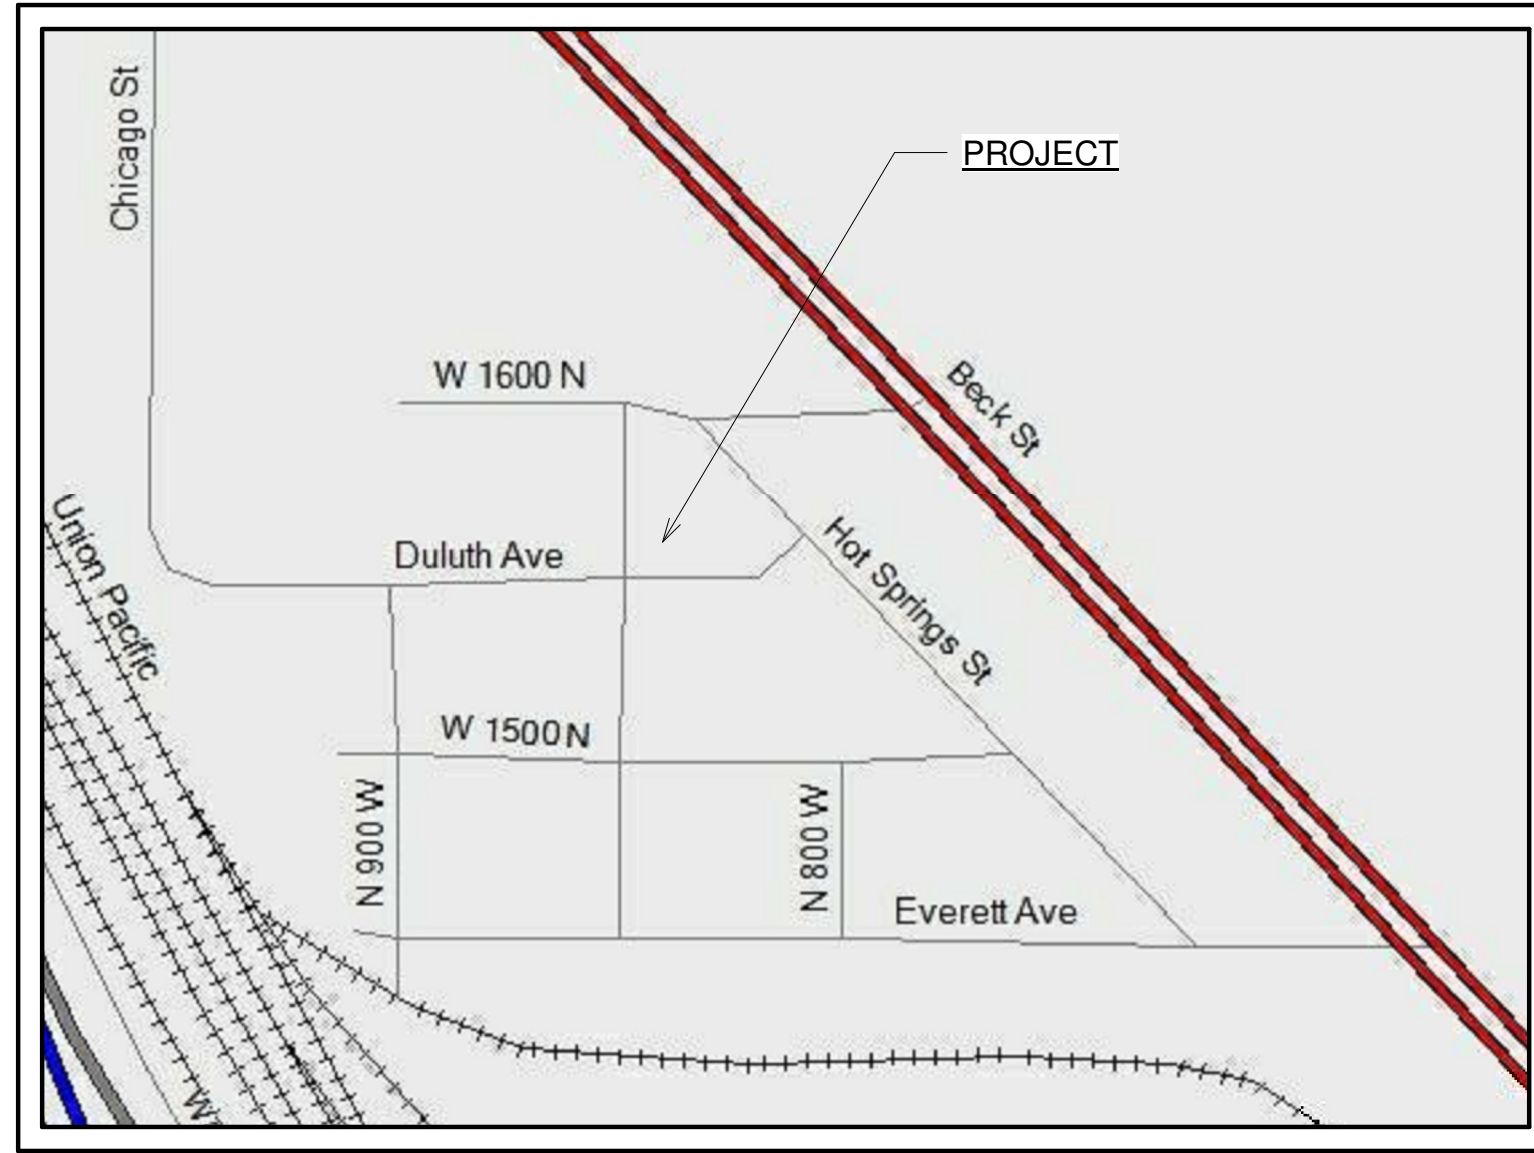 Chicago St
PROJECT
W 1600 N
Beck St
Union Pacific
Duluth Ave
Hot Springs St
W 1500 N
N 900 W
N 800 W
Everett Ave
W